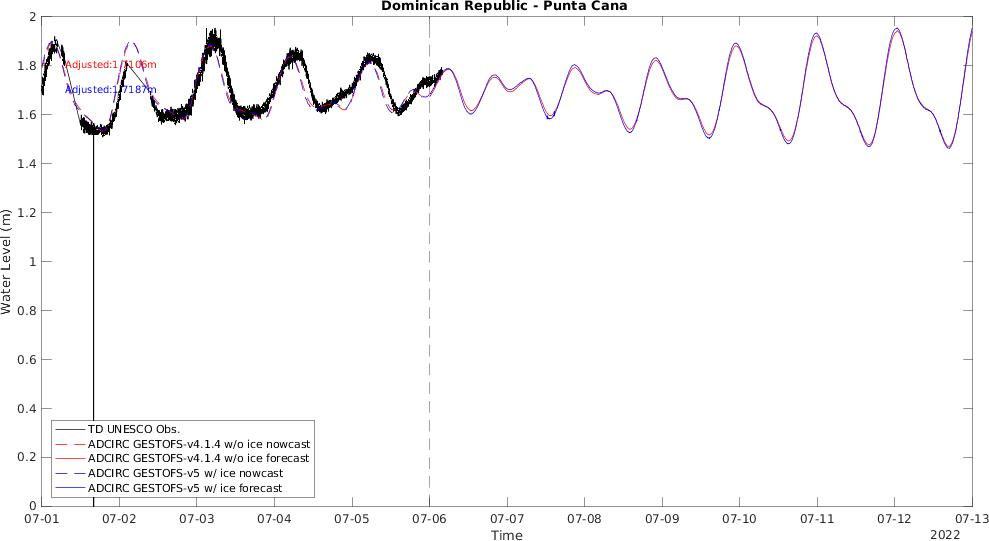 Dominican Republic - Punta Cana
2
1.8
1.6
1.4
1.2
1
0.8
0.6
0.4
0.2
0
Water Level (m)
Adjusted:1.7187m
TD UNESCO Obs.
ADCIRC GESTOFS-v4.1.4 w/o ice nowcast
ADCIRC GESTOFS-v4.1.4 w/o ice forecast
ADCIRC GESTOFS-v5 w/ ice nowcast
ADCIRC GESTOFS-v5 w/ ice forecast
07-01 07-02 07-03 07-04 07-05 07-06 07-07 07-08 07-09 07-10 07-11 07-12 07-13
Time
2022